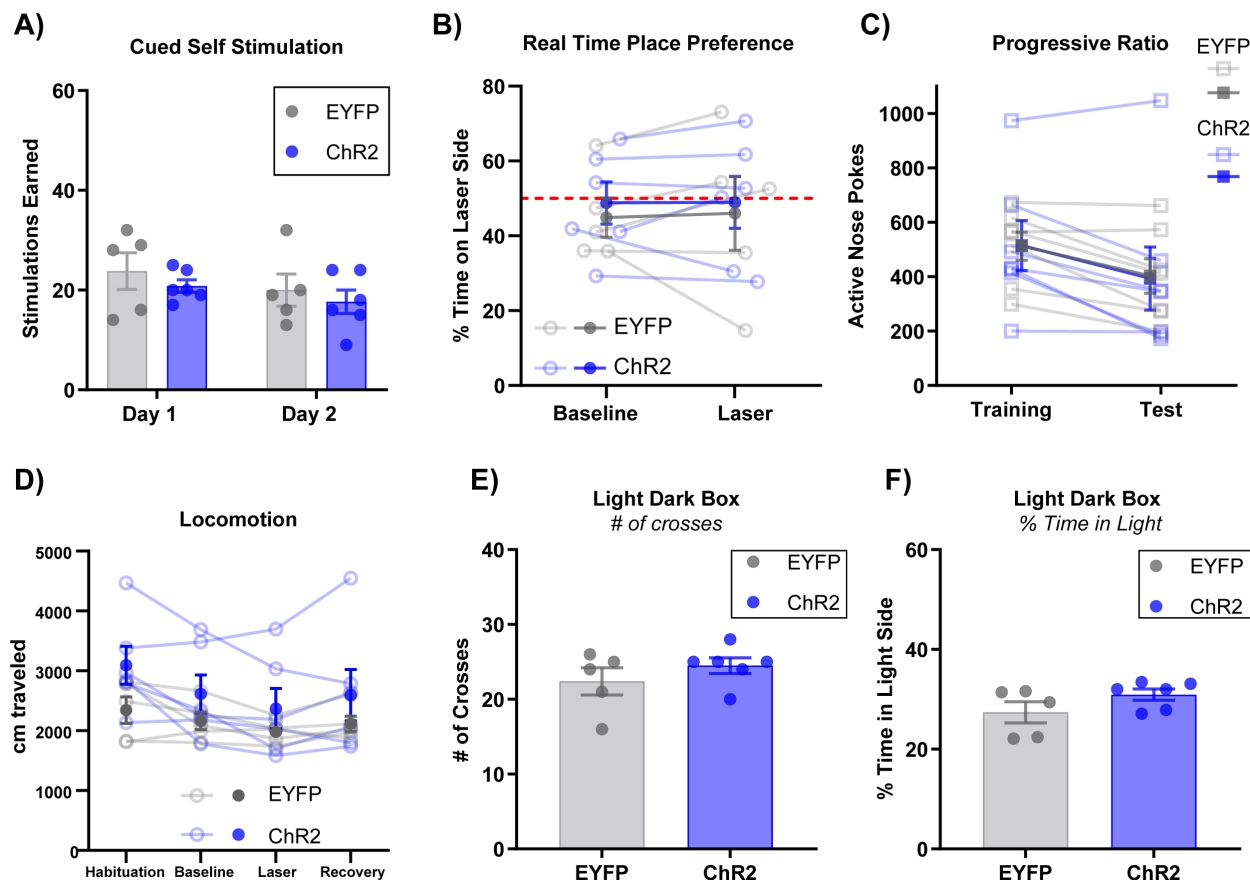 A)
Cued Self Stimulation
Stimulations Earned
60
40
20
0
EYFP
ChR2
Day 1
Day 2
B)
Real Time Place Preference
% Time on Laser Side
80
60
40
20
0
EYFP
ChR2
Baseline
Laser
C)
Progressive Ratio
Active Nose Pokes
1000
800
600
400
200
0
EYFP
ChR2
Training
Test
D)
Locomotion
cm traveled
5000
4000
3000
2000
1000
0
EYFP
ChR2
Habituation
Baseline
Laser
Recovery
E)
Light Dark Box
# of crosses
# of Crosses
40
30
20
10
0
EYFP
ChR2
EYFP
ChR2
F)
Light Dark Box
% Time in Light
% Time in Light Side
60
40
20
0
EYFP
ChR2
EYFP
ChR2